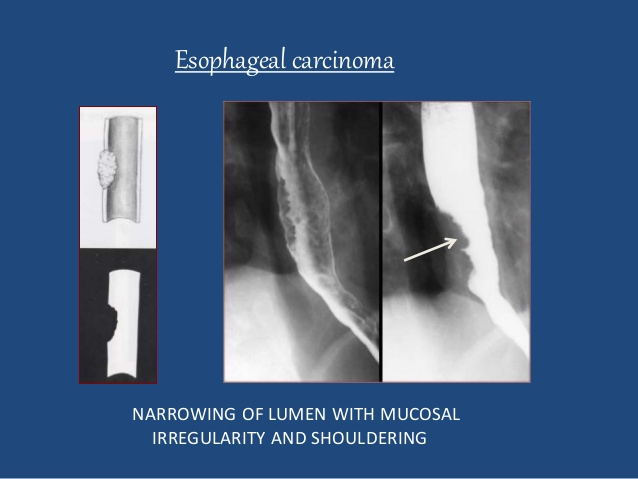 Esophageal carcinoma
NARROWING OF LUMEN WITH MUCOSAL
IRREGULARITY AND SHOULDERING